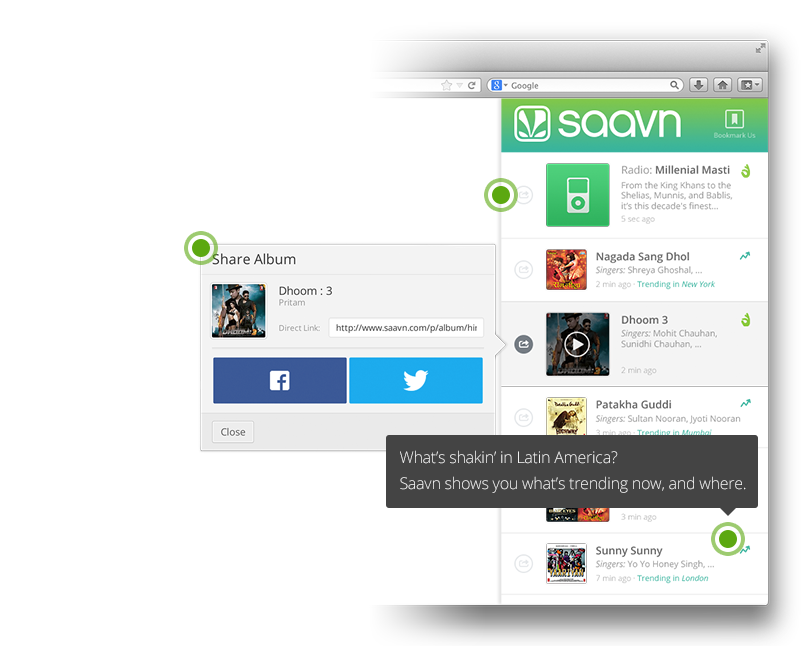 Google
saavn
Bookmark Us
Radio: Millenial Masti
From the King Khans to the
Shelias, Munnis, and Bablis,
it's this decade's finest...
5 sec ago
Share Album
Dhoom : 3
Pritam
Direct Link:
http://www.saavn.com/p/album/hin
Close
Nagada Sang Dhol
Singers: Shreya Ghoshal, ...
2 min ago · Trending in New York
Dhoom 3
Singers: Mohit Chauhan,
Sunidhi Chauhan, ...
2 min ago
Patakha Guddi
Singers: Sultan Nooran, Jyoti Nooran
3 min ago · Trending in Mumbai
What's shakin' in Latin America?
Saavn shows you what's trending now, and where.
3 min ago
Sunny Sunny
Singers: Yo Yo Honey Singh, ...
7 min ago · Trending in London